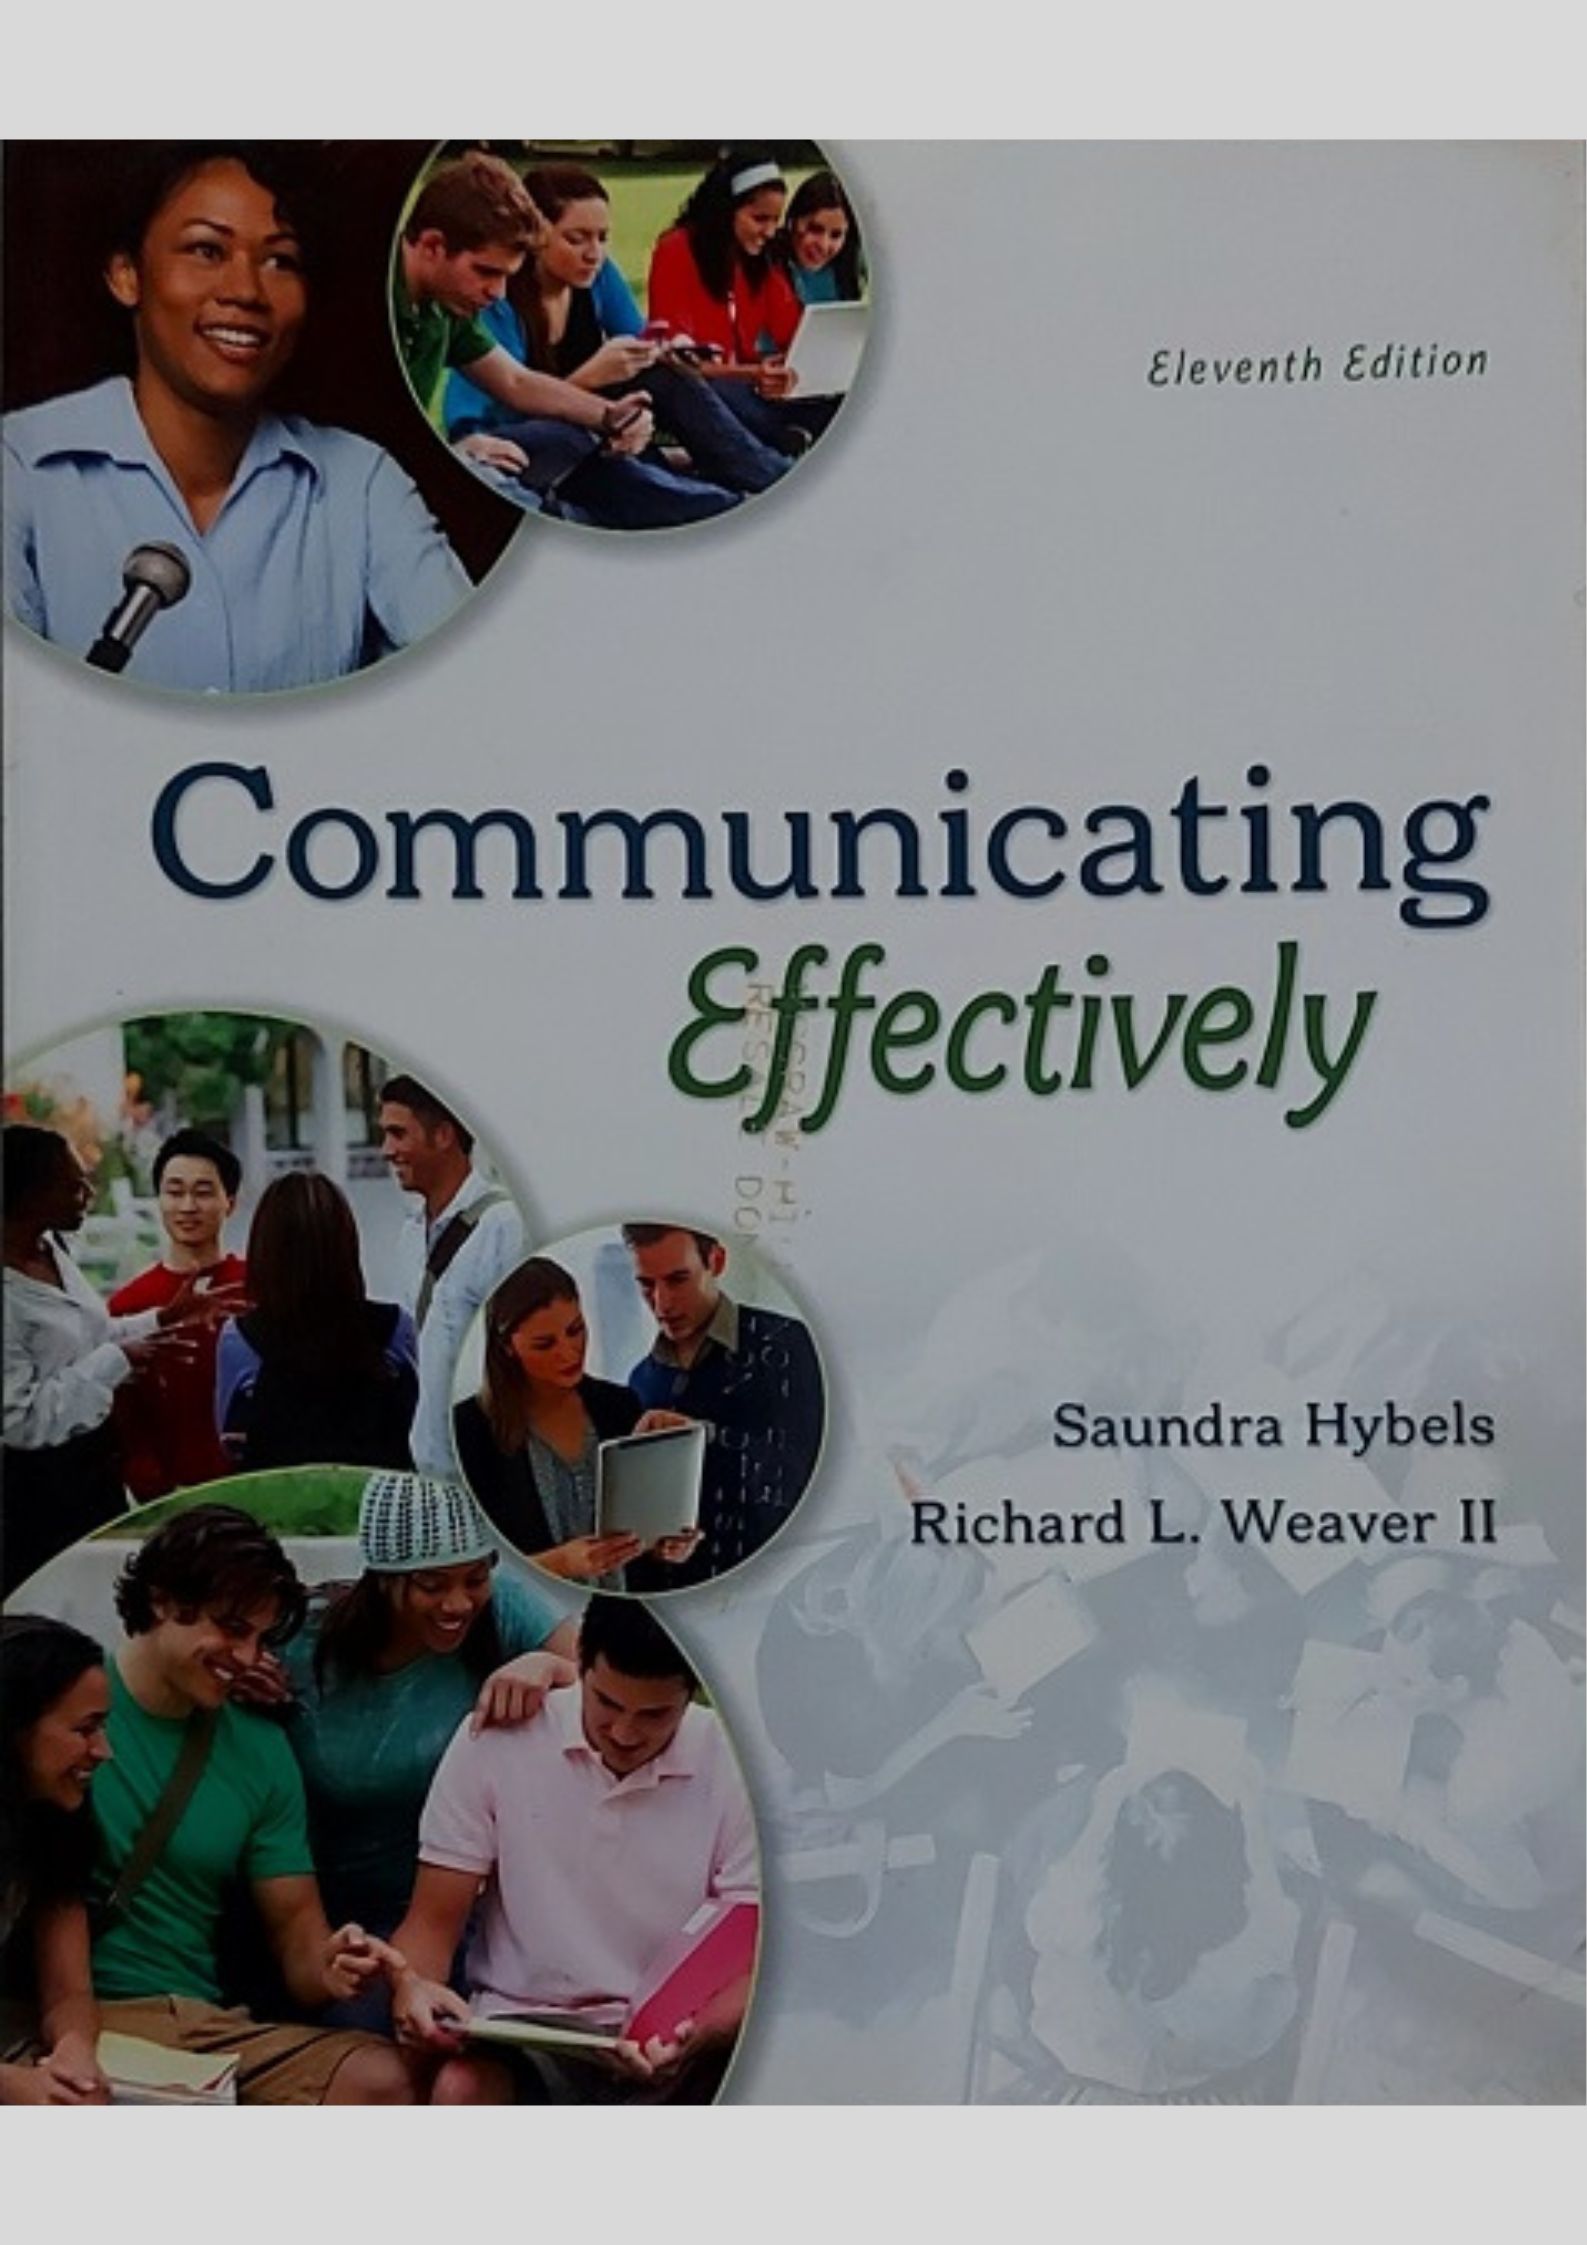 Eleventh Edition
Communicating
Effectively
Saundra Hybels
Richard L. Weaver II